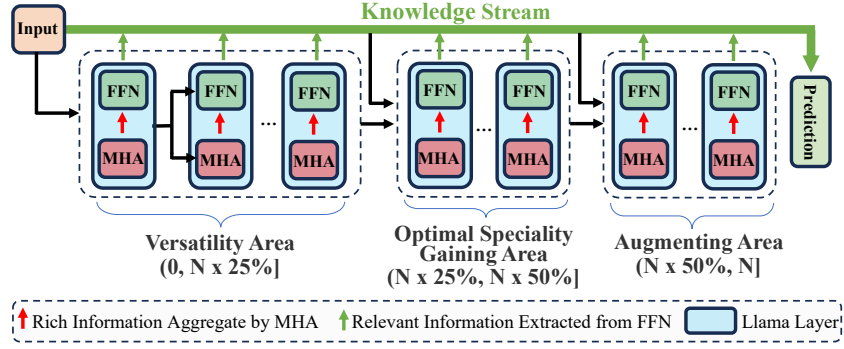 Knowledge Stream
Input
FFN
FFN
...
FFN
FFN
...
FFN
FFN
...
FFN
MHA
MHA
MHA
MHA
MHA
MHA
MHA
Prediction
Versatility Area
(0, N x 25%]
Optimal Speciality
Gaining Area
(N x 25%, N x 50%]
Augmenting Area
(N x 50%, N]
Rich Information Aggregate by MHA
Relevant Information Extracted from FFN
Llama Layer